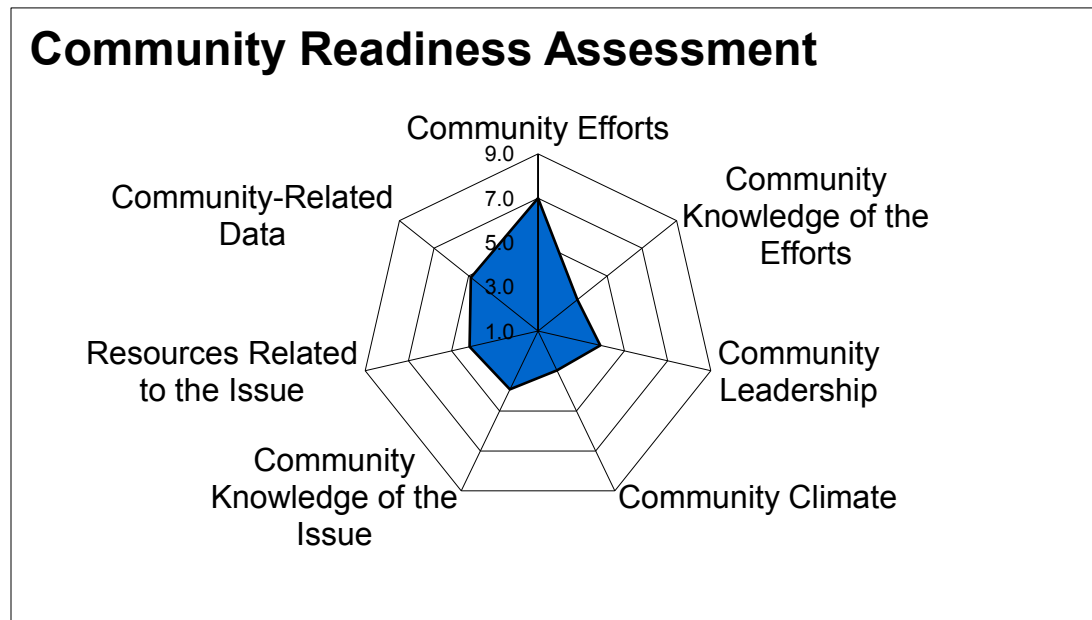 Community Readiness Assessment
Community Efforts
9.0
7.0
5.0
3.0
1.0
Community
Knowledge of the
Efforts
Community
Leadership
Community Climate
Community
Knowledge of the
Issue
Resources Related
to the Issue
Community-Related
Data